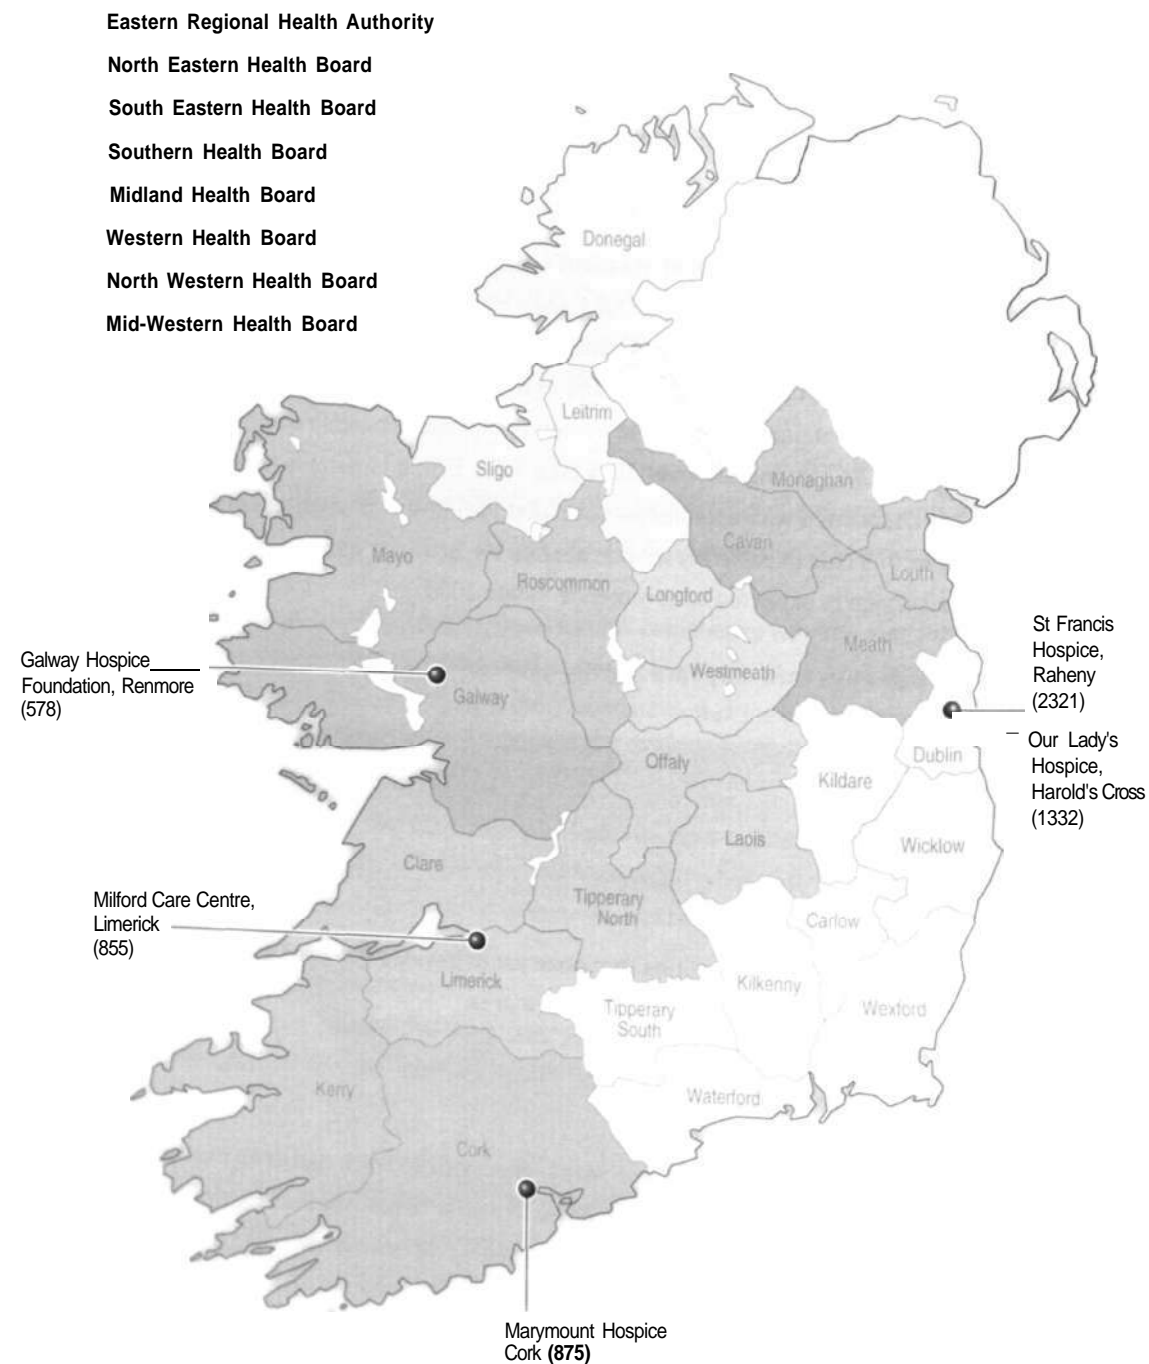 Eastern Regional Health Authority
North Eastern Health Board
South Eastern Health Board
Southern Health Board
Midland Health Board
Western Health Board
North Western Health Board
Mid-Western Health Board
Donegal
Leitrim
Sligo
Monaghan
Cavan
Mayo
Roscommon
Longford
Louth
Meath
Westmeath
Galway
St Francis
Hospice,
Raheny
(2321)
Galway Hospice
Foundation, Renmore
(578)
Our Lady's
Hospice,
Harold's Cross
(1332)
Offaly
Dublin
Kildare
Laois
Wicklow
Clare
Tipperary
North
Carlow
Milford Care Centre,
Limerick
(855)
Limerick
Kilkenny
Tipperary
South
Wexford
Kerry
Waterford
Cork
Marymount Hospice
Cork (875)